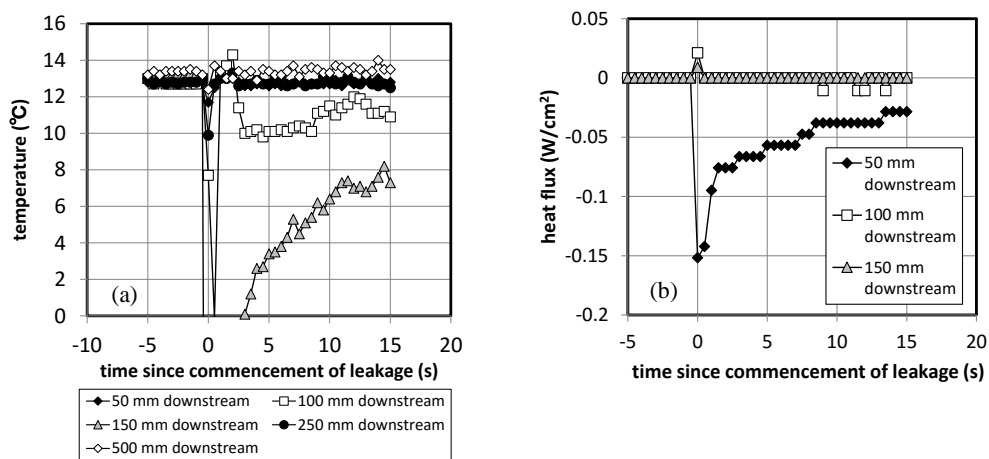 16
14
12
10
8
6
4
2
0
temperature (°C)
(a)
-10 -5 0 5 10 15 20
time since commencement of leakage (s)
50 mm downstream 100 mm downstream
150 mm downstream 250 mm downstream
500 mm downstream
0.05
0
-0.05
-0.1
-0.15
-0.2
heat flux (W/cm²)
50 mm
downstream
100 mm
downstream
150 mm
downstream
(b)
-5 0 5 10 15 20
time since commencement of leakage (s)